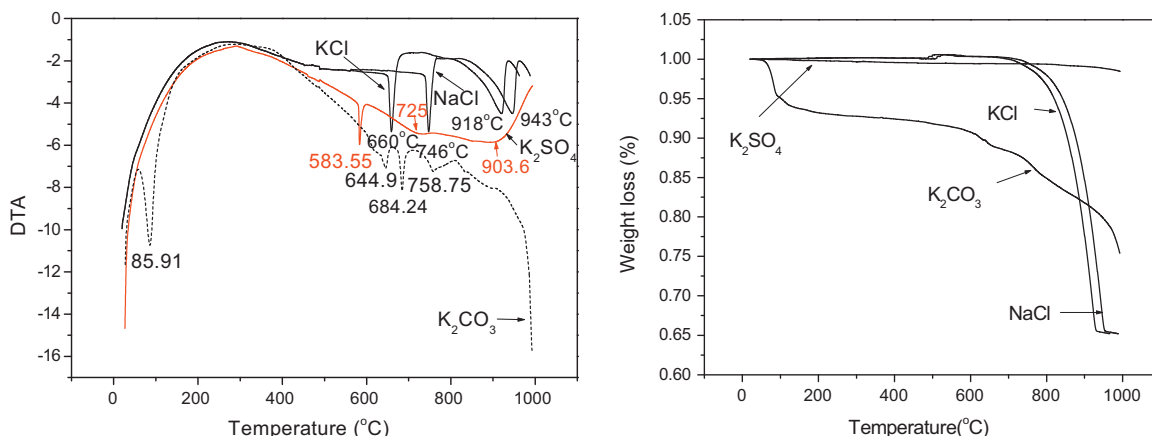 0
-2
-4
-6
-8
-10
-12
-14
-16
DTA
0
200
400
600
800
1000
Temperature (°C)
KCl
NaCl
725
918°C
943°C
660°C
746°C
K₂SO₄
583.55
903.6
644.9
758.75
684.24
85.91
K₂CO₃
1.05
1.00
0.95
0.90
0.85
0.80
0.75
0.70
0.65
0.60
Weight loss (%)
0
200
400
600
800
1000
Temperature(°C)
K₂SO₄
KCl
K₂CO₃
NaCl